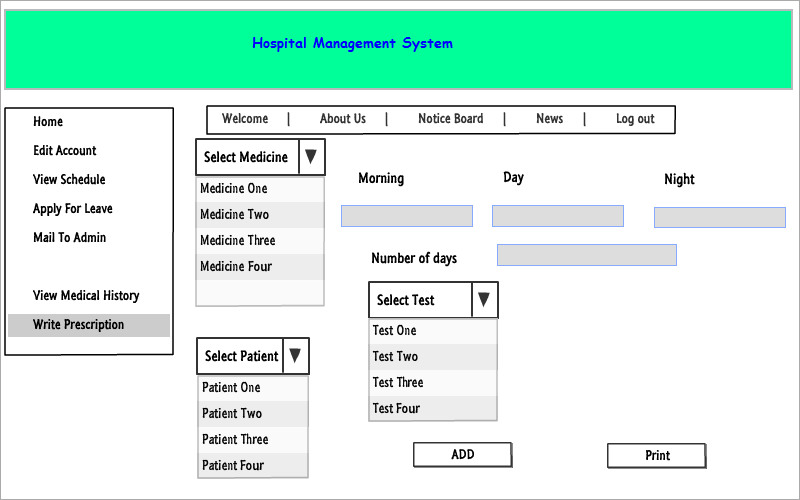 Hospital Management System
Home
Edit Account
View Schedule
Apply For Leave
Mail To Admin
View Medical History
Write Prescription
Welcome | About Us | Notice Board | News | Log out
Select Medicine
Medicine One
Medicine Two
Medicine Three
Medicine Four
Morning Day Night
Number of days
Select Test
Test One
Test Two
Test Three
Test Four
Select Patient
Patient One
Patient Two
Patient Three
Patient Four
ADD Print